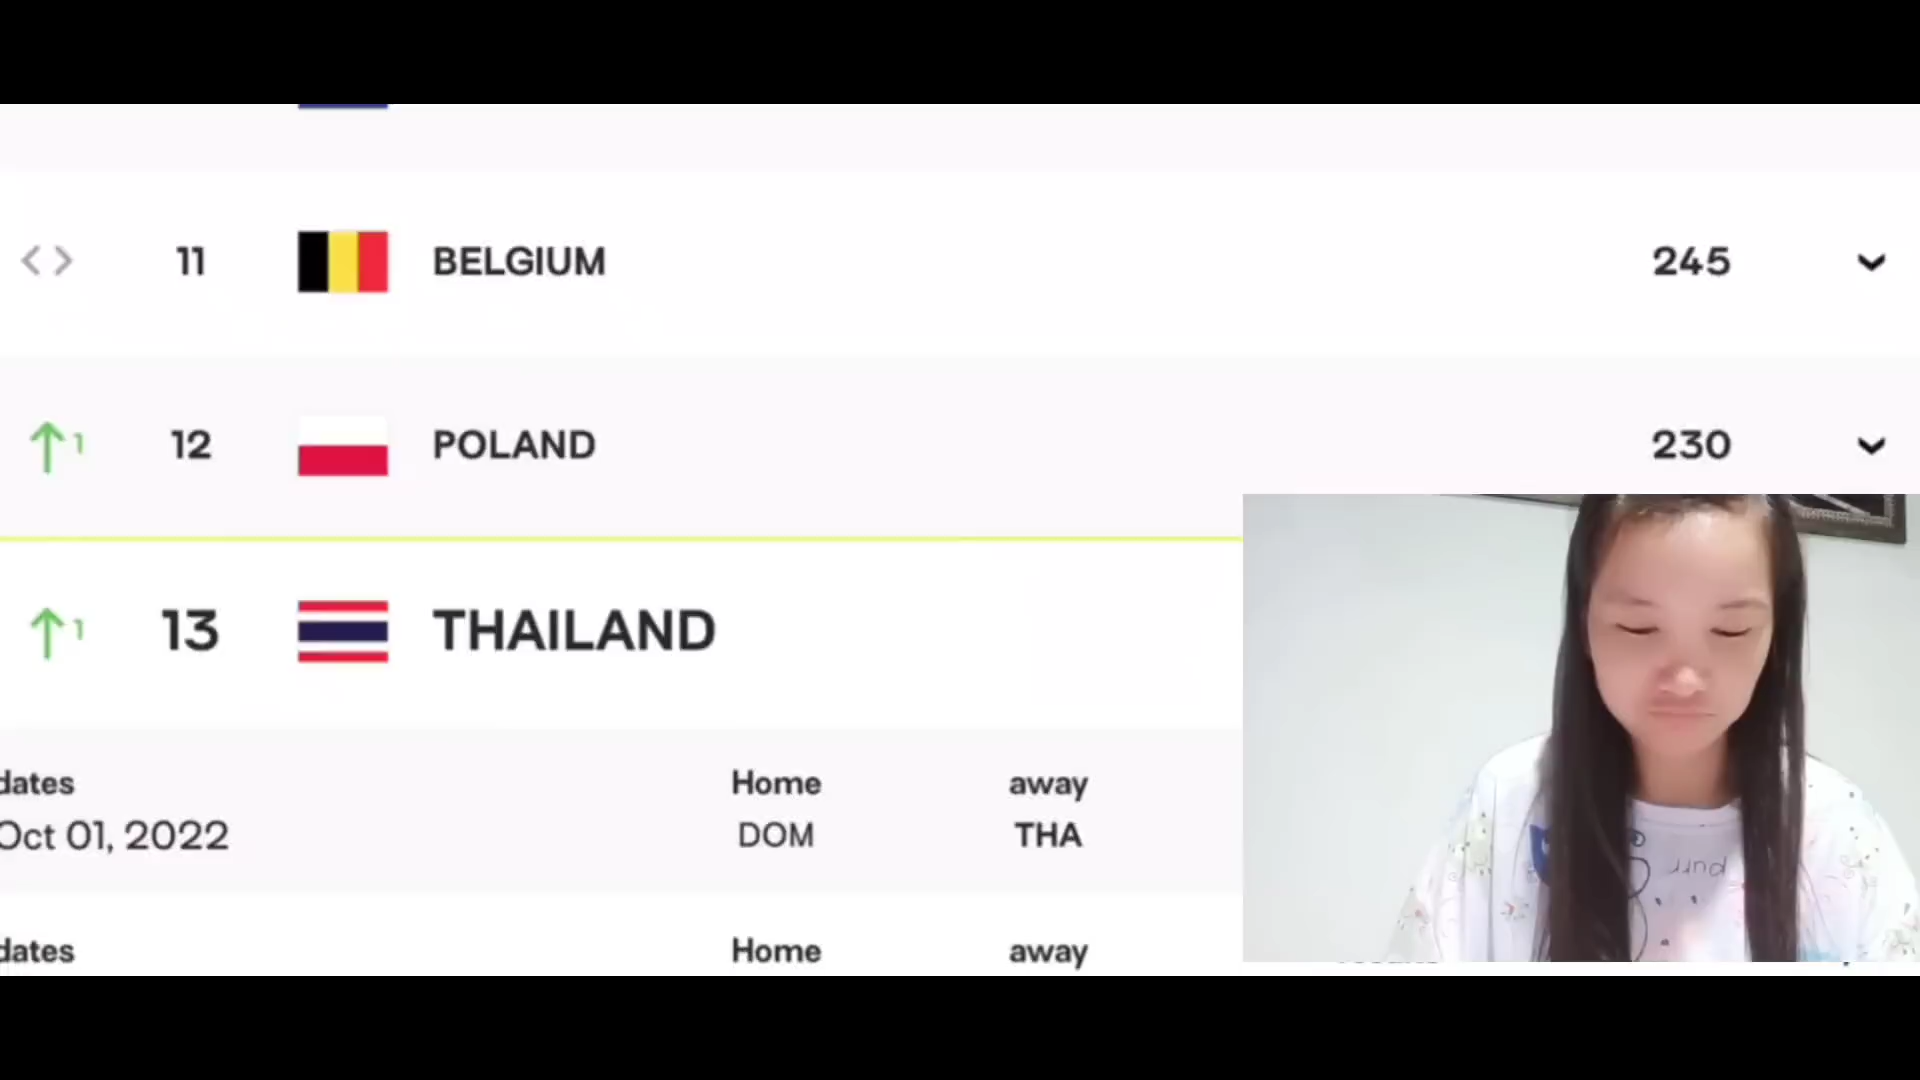 11 BELGIUM 245
1 12 POLAND 230
1 13 THAILAND
dates Home away
Oct 01, 2022 DOM THA
dates Home away
purr